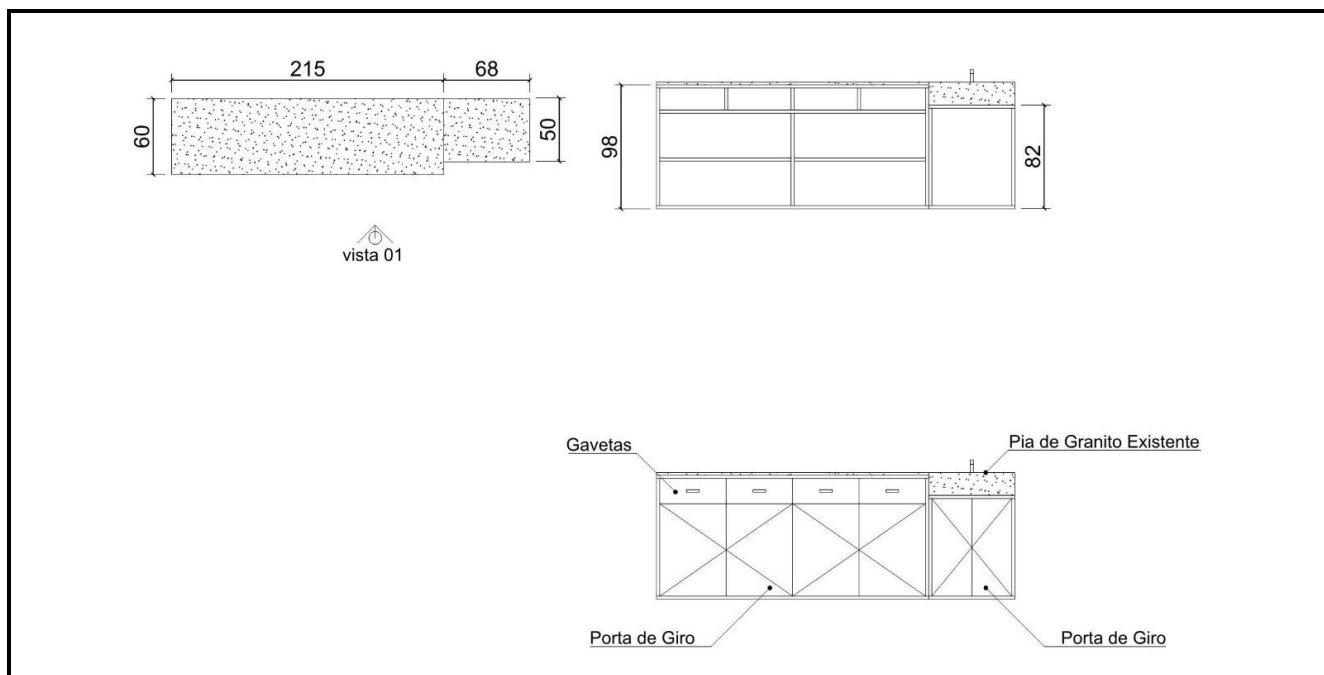 215
68
60
50
vista 01
98
82
Gavetas
Pia de Granito Existente
Porta de Giro
Porta de Giro